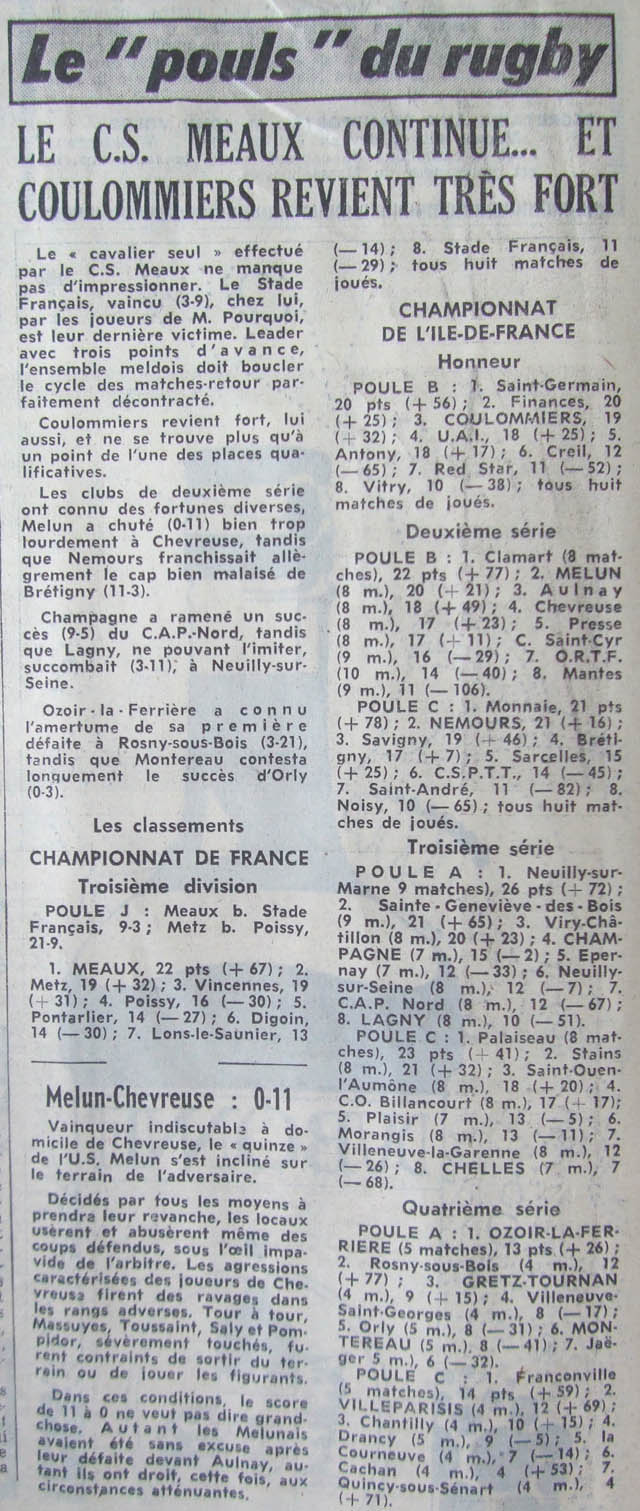 Le "pouls" du rugby
LE C.S. MEAUX CONTINUE... ET
COULOMMIERS REVIENT TRÈS FORT
Le « cavalier seul » effectué
par le C.S. Meaux ne manque
pas d'impressionner. Le Stade
Français, vaincu (3-9), chez lui,
par les joueurs de M. Pourquoi,
est leur dernière victime. Leader
avec trois points d'avance,
l'ensemble meldois doit boucler
le cycle des matches-retour par-
faitement décontracté.
Coulommiers revient fort, lui
aussi, et ne se trouve plus qu'à
un point de l'une des places qua-
lificatives.
Les clubs de deuxième série
ont connu des fortunes diverses,
Melun a chuté (0-11) bien trop
lourdement à Chevreuse, tandis
que Nemours franchissait allè-
grement le cap bien malaisé de
Brétigny (11-3).
Champagne a ramené un suc-
cès (9-5) du C.A.P.-Nord, tandis
que Lagny, ne pouvant l'imiter,
succombait (3-11), à Neuilly-sur-
Seine.
Ozoir-la-Ferrière a connu
l'amertume de sa première
défaite à Rosny-sous-Bois (3-21),
tandis que Montereau contesta
longuement le succès d'Orly
(0-3).
Les classements
CHAMPIONNAT DE FRANCE
Troisième division
POULE J : Meaux b. Stade
Français, 9-3 ; Metz b. Poissy,
21-9.
1. MEAUX, 22 pts (+ 67) ; 2.
Metz, 19 (+ 32) ; 3. Vincennes, 19
(+ 31) ; 4. Poissy, 16 (— 30) ; 5.
Pontarlier, 14 (— 27) ; 6. Digoin,
14 (— 30) ; 7. Lons-le-Saunier, 13
(— 14) ; 8. Stade Français, 11
(— 29) ; tous huit matches de
joués.
Melun-Chevreuse : 0-11
Vainqueur indiscutable à do-
micile de Chevreuse, le « quinze »
de l'U.S. Melun s'est incliné sur
le terrain de l'adversaire.
Décidés par tous les moyens à
prendra leur revanche, les locaux
usèrent et abusèrent même des
coups défendus, sous l'œil impa-
vide de l'arbitre. Les agressions
caractérisées des joueurs de Che-
vreusa firent des ravages dans
les rangs adverses. Tour à tour,
Massuyes, Toussaint, Saly et Pom-
pidor, sévèrement touchés, fu-
rent contraints de sortir du ter-
rain ou de jouer les figurants.
Dans ces conditions, le score
de 11 à 0 ne veut pas dire grand-
chose. Autant les Melunais
avaient été sans excuse après
leur défaite devant Aulnay, au-
tant ils ont droit, cette fois, aux
circonstances atténuantes.
CHAMPIONNAT
DE L'ILE-DE-FRANCE
Honneur
POULE B : 1. Saint-Germain,
20 pts (+ 56) ; 2. Finances, 20
(+ 25) ; 3. COULOMMIERS, 19
(+ 32) ; 4. U.A.I., 18 (+ 25) ; 5.
Antony, 18 (+ 17) ; 6. Creil, 12
(— 65) ; 7. Red Star, 11 (— 52) ;
8. Vitry, 10 (— 38) ; tous huit
matches de joués.
Deuxième série
POULE B : 1. Clamart (8 mat-
ches), 22 pts (+ 77) ; 2. MELUN
(8 m.), 20 (+ 21) ; 3. Aulnay
(8 m.), 18 (+ 49) ; 4. Chevreuse
(8 m.), 17 (+ 23) ; 5. Presse
(8 m.), 17 (+ 11) ; C. Saint-Cyr
(9 m.), 16 (— 29) ; 7. O.R.T.F.
(10 m.), 14 (— 40) ; 8. Mantes
(9 m.), 11 (— 106).
POULE C : 1. Monnaie, 21 pts
(+ 78) ; 2. NEMOURS, 21 (+ 16) ;
3. Savigny, 19 (+ 46) ; 4. Bréti-
gny, 17 (+ 7) ; 5. Sarcelles, 15
(+ 25) ; 6. C.S.P.T.T., 14 (— 45) ;
7. Saint-André, 11 (— 82) ; 8.
Noisy, 10 (— 65) ; tous huit mat-
ches de joués.
Troisième série
POULE A : 1. Neuilly-sur-
Marne 9 matches), 26 pts (+ 72) ;
2. Sainte-Geneviève-des-Bois
(9 m.), 21 (+ 65) ; 3. Viry-Châ-
tillon (8 m.), 20 (+ 23) ; 4. CHAM-
PAGNE (7 m.), 15 (— 2) ; 5. Eper-
nay (7 m.), 12 (— 33) ; 6. Neuilly-
sur-Seine (8 m.), 12 (— 7) ; 7.
C.A.P. Nord (8 m.), 12 (— 67) ;
8. LAGNY (8 m.), 10 (— 51).
POULE C : 1. Palaiseau (8 mat-
ches), 23 pts (+ 41) ; 2. Stains
(8 m.), 21 (+ 32) ; 3. Saint-Ouen-
l'Aumône (8 m.), 18 (+ 20) ; 4.
C.O. Billancourt (8 m.), 17 (+ 17);
5. Plaisir (7 m.), 13 (— 5) ; 6.
Morangis (8 m.), 13 (— 11) ; 7.
Villeneuve-la-Garenne (8 m.), 12
(— 26) ; 8. CHELLES (7 m.), 7
(— 68).
Quatrième série
POULE A : 1. OZOIR-LA-FER-
RIERE (5 matches), 13 pts (+ 26) ;
2. Rosny-sous-Bois (4 m.), 12
(+ 77) ; 3. GRETZ-TOURNAN
(4 m.), 9 (+ 15) ; 4. Villeneuve-
Saint-Georges (4 m.), 8 (— 17) ;
5. Orly (5 m.), 8 (— 31) ; 6. MON-
TEREAU (5 m.), 8 (— 41) ; 7. Jaë-
ger 5 m.), 6 (— 32).
POULE C : 1. Franconville
(5 matches), 14 pts (+ 59) ; 2.
VILLEPARISIS (4 m.), 12 (+ 69) ;
3. Chantilly (4 m.), 10 (+ 15) ; 4.
Drancy (5 m.), 9 (— 5) ; 5. la
Courneuve (4 m.), 7 (— 14) ; 6.
Cachan (4 m.), 4 (+ 53) ; 7.
Quincy-sous-Sénart (4 m.), 4
(+ 71).